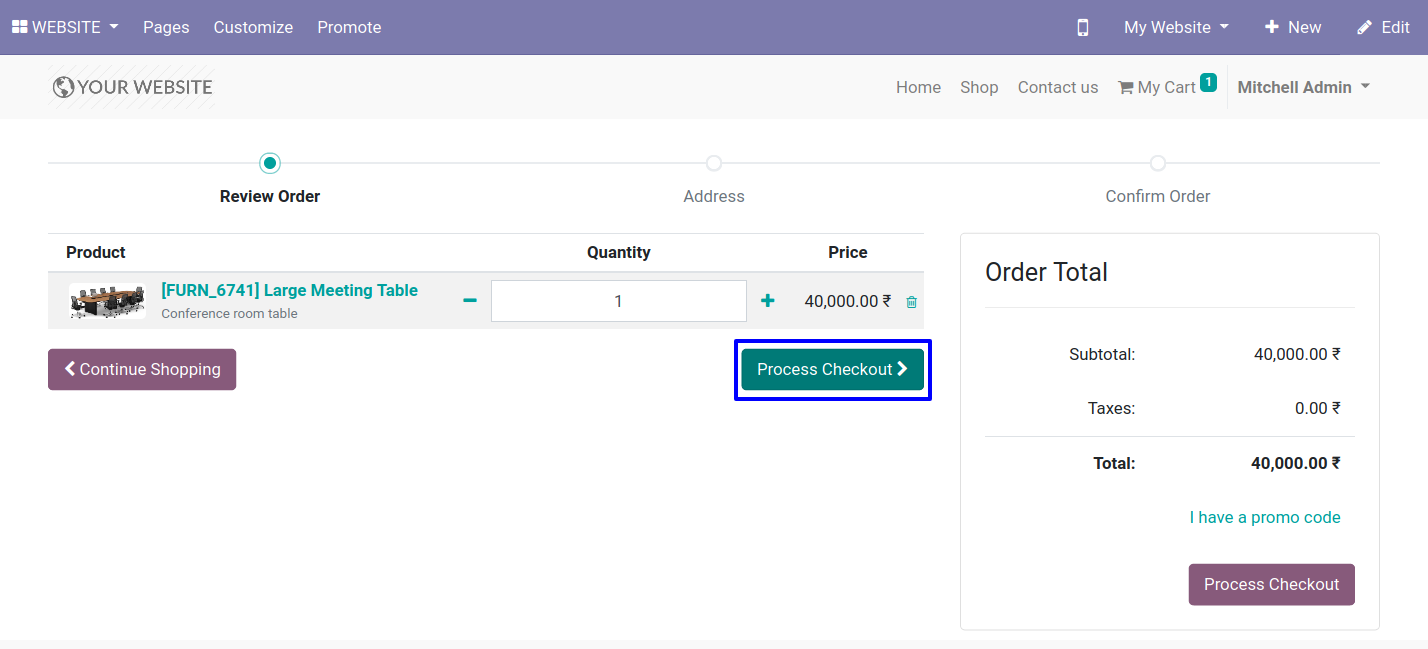 WEBSITE Pages Customize Promote My Website New Edit
YOUR WEBSITE Home Shop Contact us My Cart 1 Mitchell Admin
Review Order Address Confirm Order
Product Quantity Price
[FURN_6741] Large Meeting Table
Conference room table
1 40,000.00 ₹
Continue Shopping Process Checkout
Order Total
Subtotal: 40,000.00 ₹
Taxes: 0.00 ₹
Total: 40,000.00 ₹
I have a promo code
Process Checkout